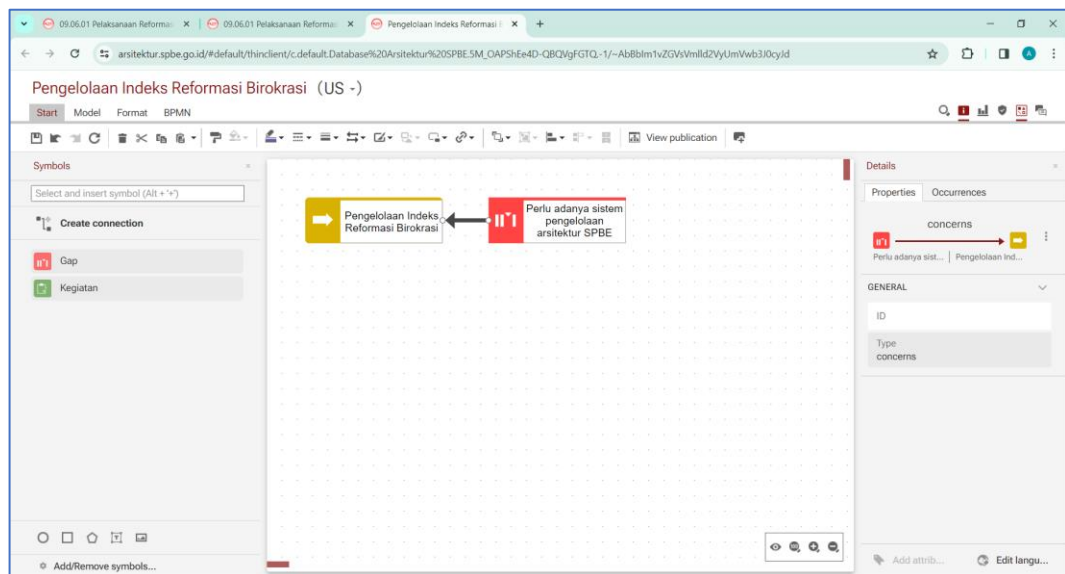 09.06.01 Pelaksanaan Reformas
09.06.01 Pelaksanaan Reformas
Pengelolaan Indeks Reformasi B
arsitektur.spbe.go.id/#default/thinclient/c.default.Database%20Arsitektur%20SPBE.5M_OAPShEe4D-QBQVgFGTQ.-1/~AbBbIm1vZGVsVmlld2VyUmVwb3J0cyJd
A
Pengelolaan Indeks Reformasi Birokrasi (US -)
Start Model Format BPMN
View publication
Symbols
Select and insert symbol (Alt + '+')
Create connection
Gap
Kegiatan
Add/Remove symbols...
Pengelolaan Indeks
Reformasi Birokrasi
Perlu adanya sistem
pengelolaan
arsitektur SPBE
Details
Properties Occurrences
concerns
Perlu adanya sist... Pengelolaan Ind...
GENERAL
ID
Type
concerns
Add attrib... Edit langu...